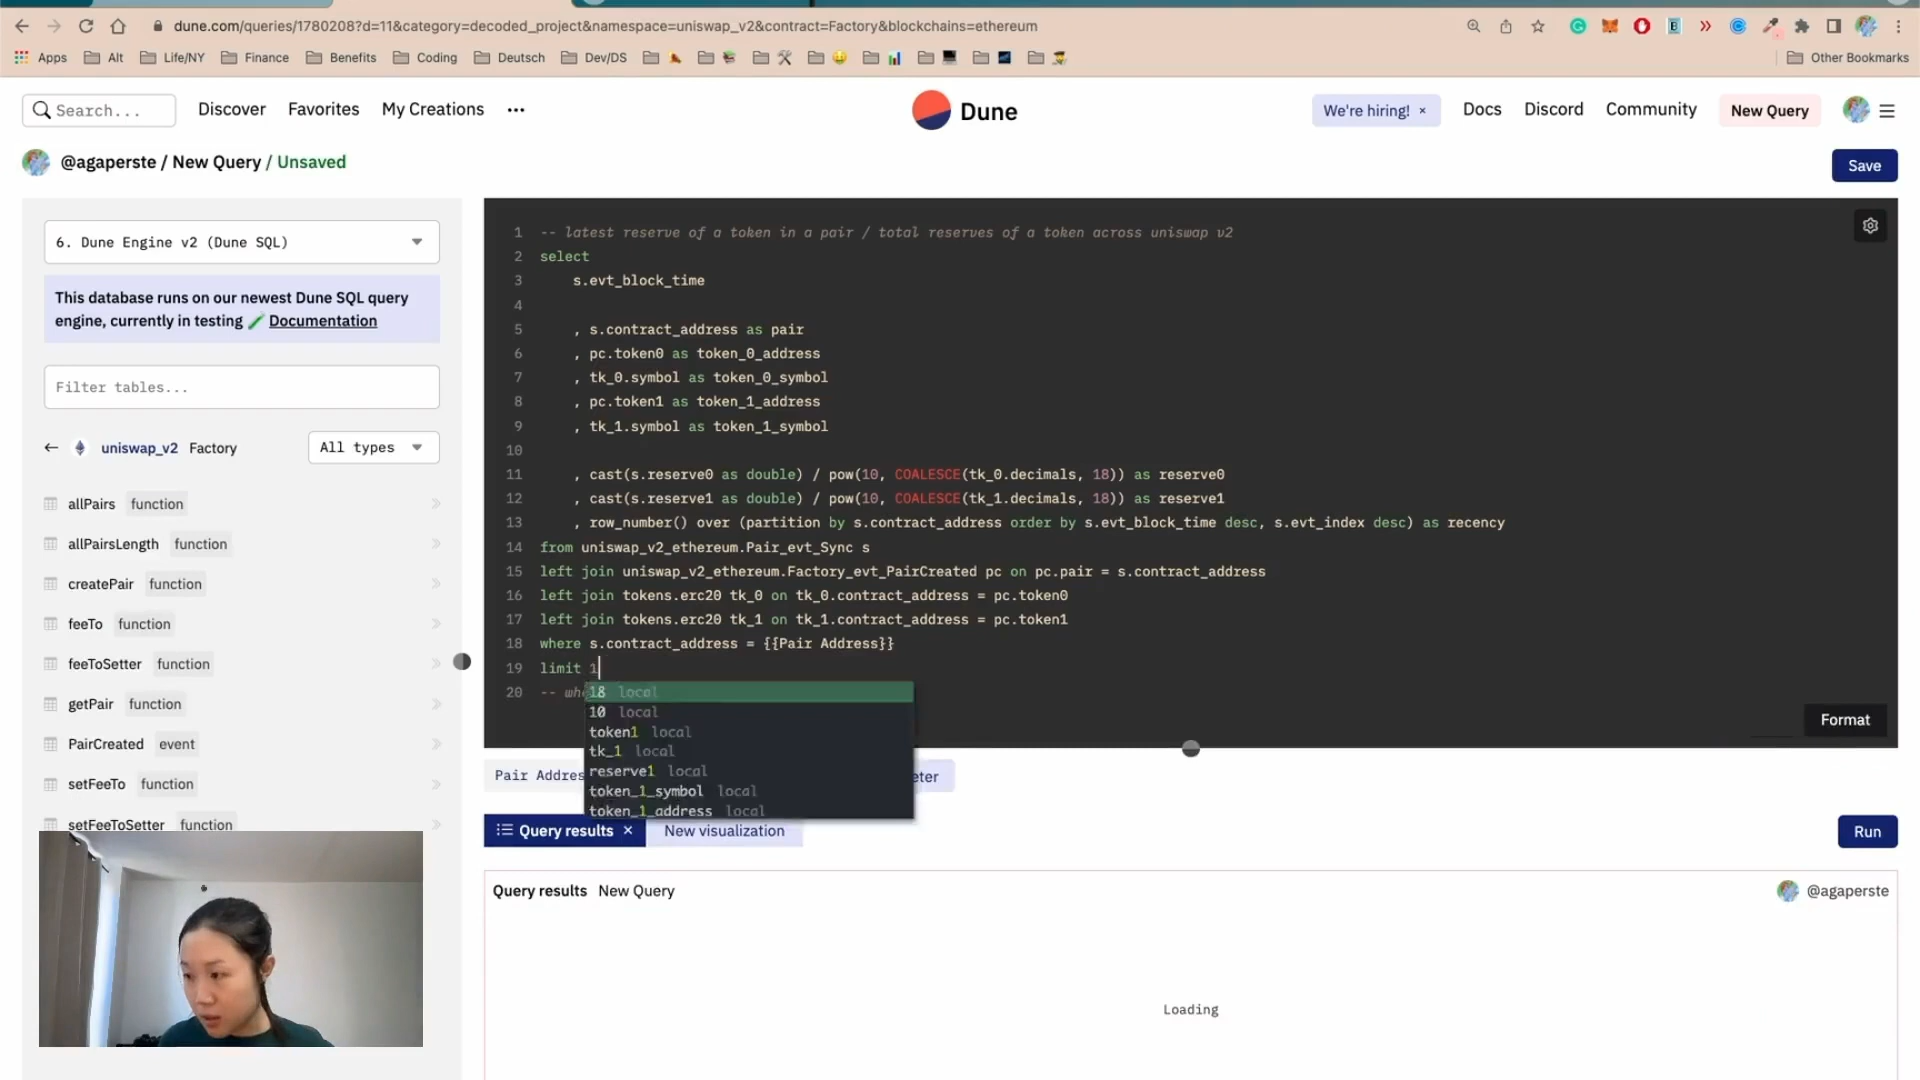 dune.com/queries/1780208?d=11&category=decoded_project&namespace=uniswap_v2&contract=Factory&blockchains=ethereum
Apps Alt Life/NY Finance Benefits Coding Deutsch Dev/DS Other Bookmarks
Search... Discover Favorites My Creations ••• Dune We're hiring! × Docs Discord Community New Query
@agaperste / New Query / Unsaved
Save
6. Dune Engine v2 (Dune SQL)
This database runs on our newest Dune SQL query
engine, currently in testing Documentation
Filter tables...
uniswap_v2 Factory All types
allPairs function
allPairsLength function
createPair function
feeTo function
feeToSetter function
getPair function
PairCreated event
setFeeTo function
setFeeToSetter function
1 -- latest reserve of a token in a pair / total reserves of a token across uniswap v2
2 select
3 s.evt_block_time
4
5 , s.contract_address as pair
6 , pc.token0 as token_0_address
7 , tk_0.symbol as token_0_symbol
8 , pc.token1 as token_1_address
9 , tk_1.symbol as token_1_symbol
10
11 , cast(s.reserve0 as double) / pow(10, COALESCE(tk_0.decimals, 18)) as reserve0
12 , cast(s.reserve1 as double) / pow(10, COALESCE(tk_1.decimals, 18)) as reserve1
13 , row_number() over (partition by s.contract_address order by s.evt_block_time desc, s.evt_index desc) as recency
14 from uniswap_v2_ethereum.Pair_evt_Sync s
15 left join uniswap_v2_ethereum.Factory_evt_PairCreated pc on pc.pair = s.contract_address
16 left join tokens.erc20 tk_0 on tk_0.contract_address = pc.token0
17 left join tokens.erc20 tk_1 on tk_1.contract_address = pc.token1
18 where s.contract_address = {{Pair Address}}
19 limit 1
20 -- whe
18 local
10 local
token1 local
tk_1 local
reserve1 local
token_1_symbol local
token_1_address local
Format
Pair Addres eter
Query results × New visualization
Run
Query results New Query
@agaperste
Loading